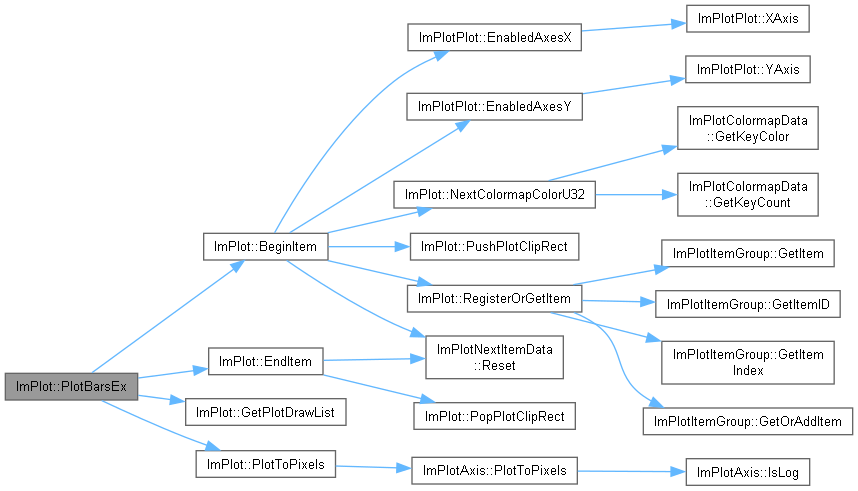 ImPlot::PlotBarsEx
ImPlot::BeginItem
ImPlot::EndItem
ImPlot::GetPlotDrawList
ImPlot::PlotToPixels
ImPlotPlot::EnabledAxesX
ImPlotPlot::EnabledAxesY
ImPlot::NextColormapColorU32
ImPlot::PushPlotClipRect
ImPlot::RegisterOrGetItem
ImPlotNextItemData
::Reset
ImPlot::PopPlotClipRect
ImPlotAxis::PlotToPixels
ImPlotPlot::XAxis
ImPlotPlot::YAxis
ImPlotColormapData
::GetKeyColor
ImPlotColormapData
::GetKeyCount
ImPlotItemGroup::GetItem
ImPlotItemGroup::GetItemID
ImPlotItemGroup::GetItem
Index
ImPlotItemGroup::GetOrAddItem
ImPlotAxis::IsLog